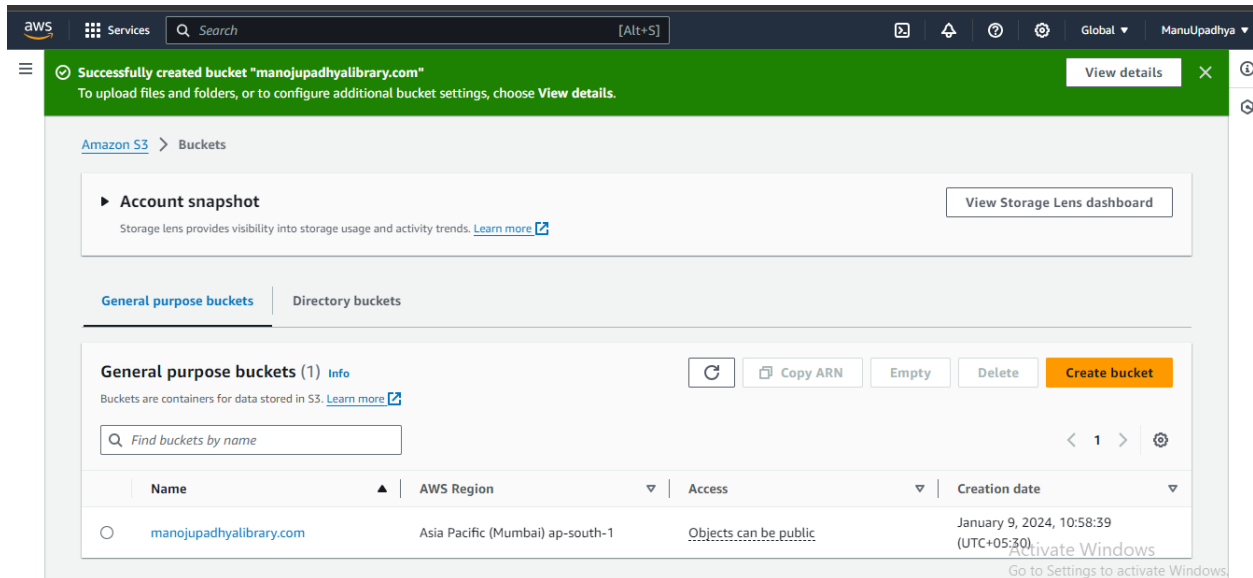 aws Services Search [Alt+S] Global ▼ ManuUpadhya ▼
Successfully created bucket "manojupadhyalibrary.com"
To upload files and folders, or to configure additional bucket settings, choose View details.
View details
Amazon S3 > Buckets
Account snapshot
Storage lens provides visibility into storage usage and activity trends. Learn more
View Storage Lens dashboard
General purpose buckets Directory buckets
General purpose buckets (1) Info
Buckets are containers for data stored in S3. Learn more
Copy ARN Empty Delete Create bucket
Find buckets by name
< 1 >
Name AWS Region Access Creation date
manojupadhyalibrary.com Asia Pacific (Mumbai) ap-south-1 Objects can be public January 9, 2024, 10:58:39
(UTC+05:30)
Activate Windows
Go to Settings to activate Windows.